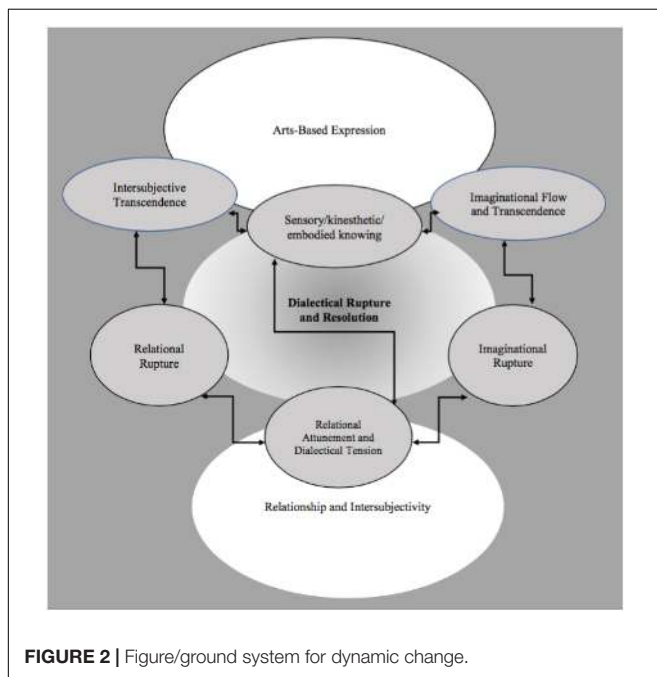 Arts-Based Expression
Intersubjective
Transcendence
Imaginational Flow
and Transcendence
Sensory/kinesthetic/
embodied knowing
Dialectical Rupture
and Resolution
Relational
Rupture
Imaginational
Rupture
Relational
Attunement and
Dialectical Tension
Relationship and Intersubjectivity
FIGURE 2 | Figure/ground system for dynamic change.